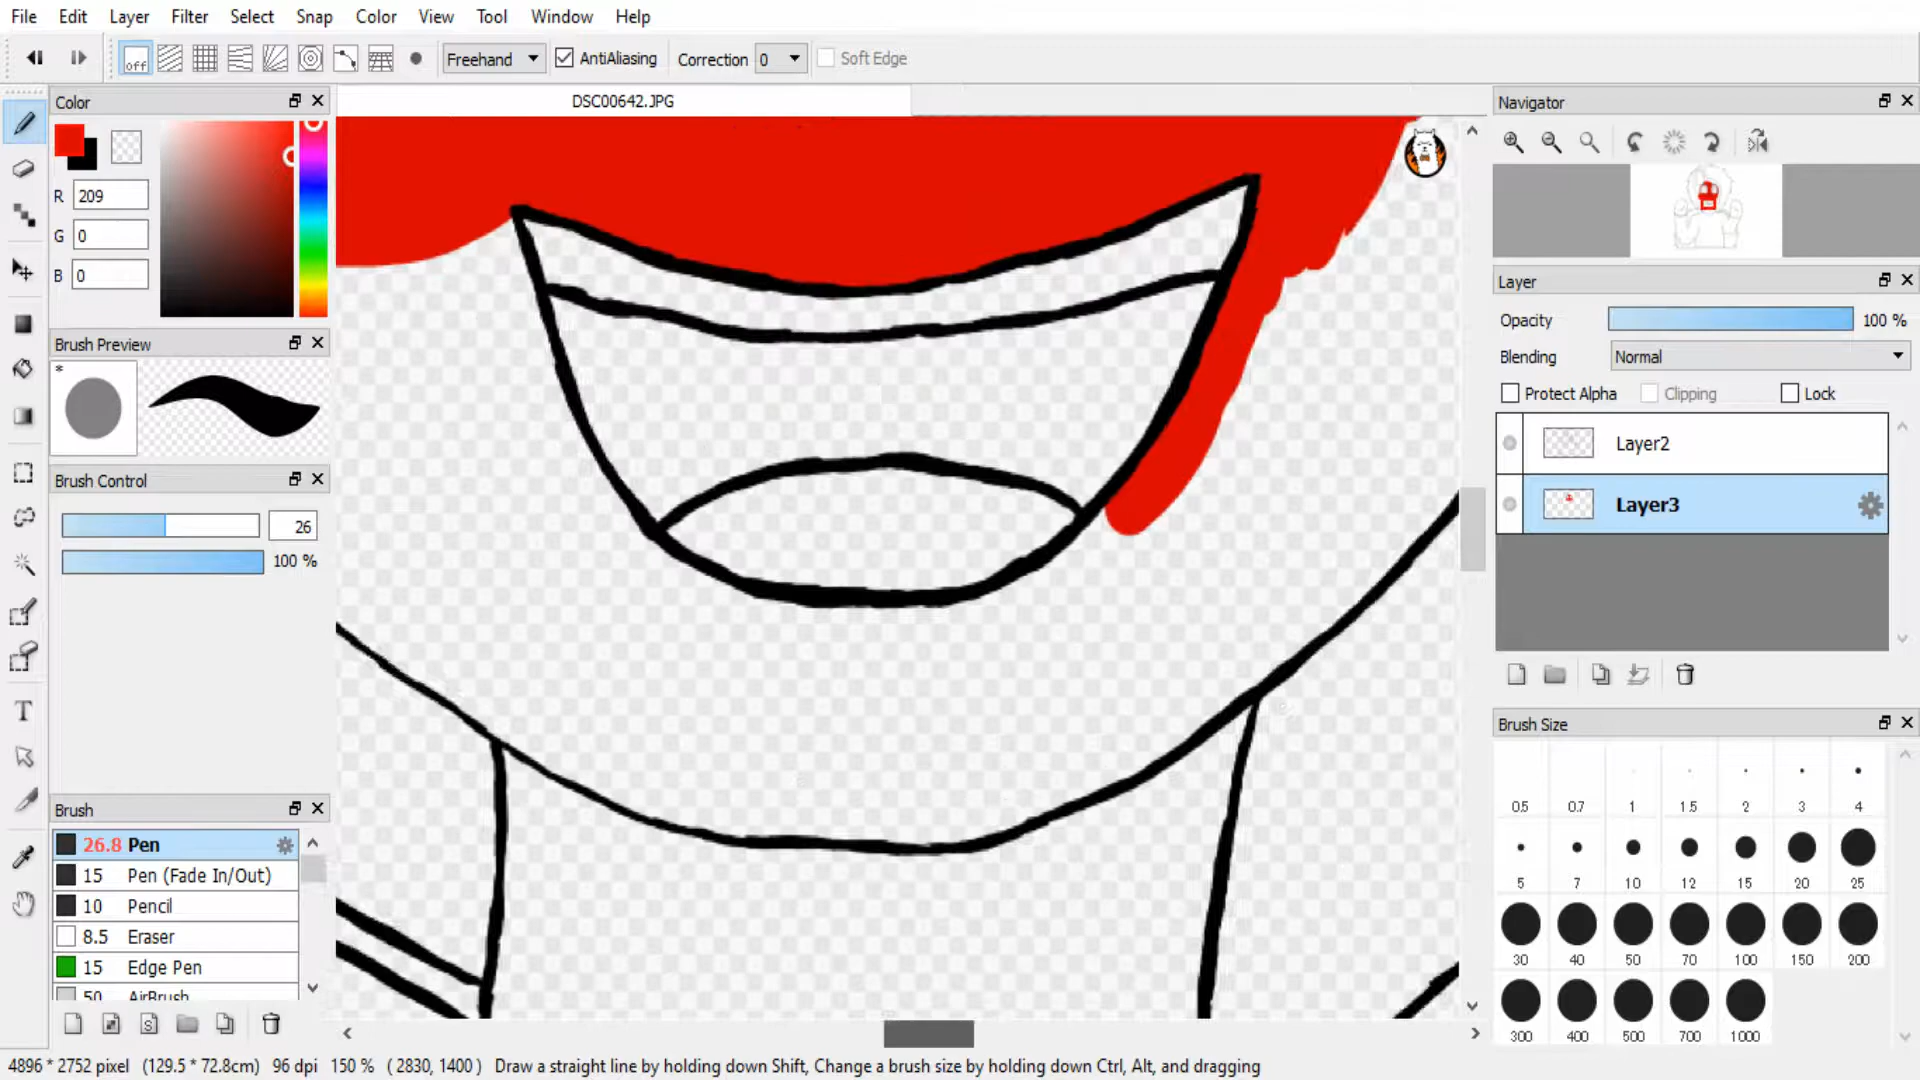 File Edit Layer Filter Select Snap Color View Tool Window Help
off Freehand AntiAliasing Correction 0 Soft Edge
Color
DSC00642.JPG
Navigator
R 209
G 0
B 0
Layer
Opacity 100 %
Brush Preview
Blending Normal
*
Protect Alpha Clipping Lock
Layer2
Brush Control
Layer3
26
100 %
Brush Size
0.5 0.7 1 1.5 2 3 4
Brush
26.8 Pen
15 Pen (Fade In/Out)
5 7 10 12 15 20 25
10 Pencil
8.5 Eraser
15 Edge Pen
30 40 50 70 100 150 200
50 AirBrush
S
300 400 500 700 1000
4896 * 2752 pixel (129.5 * 72.8cm) 96 dpi 150 % ( 2830, 1400 ) Draw a straight line by holding down Shift, Change a brush size by holding down Ctrl, Alt, and dragging
T